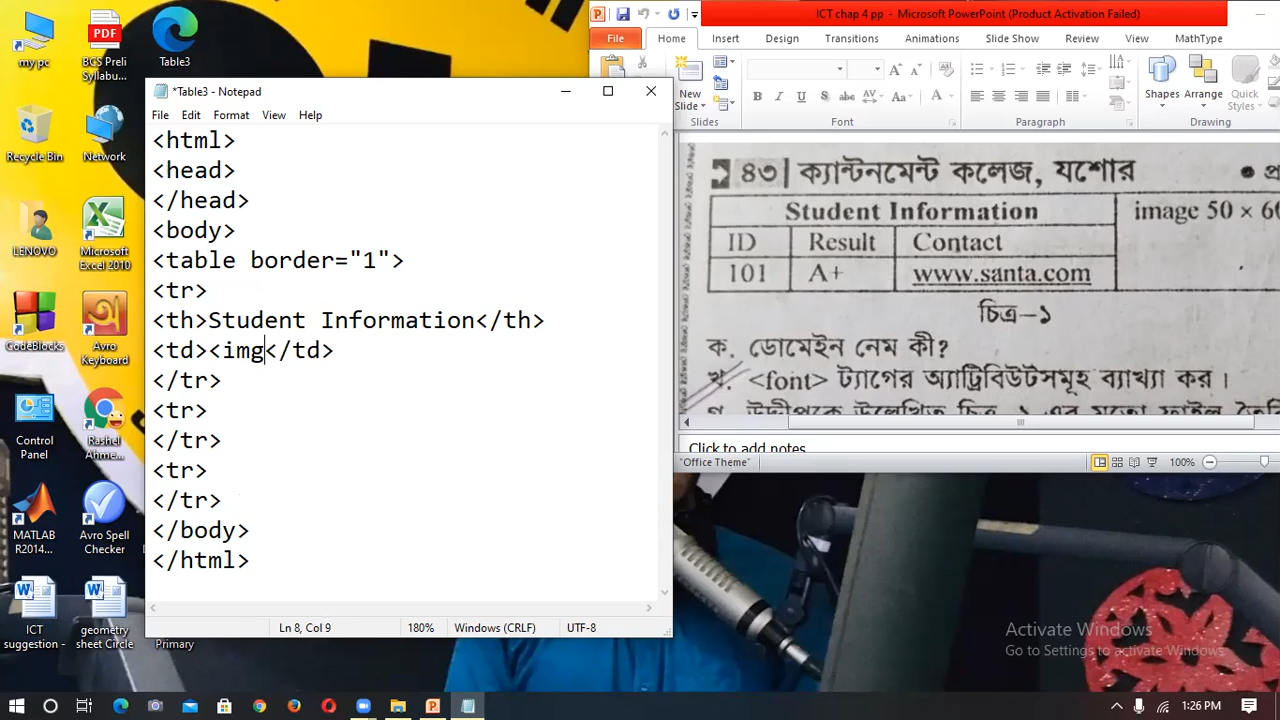 my pc
BGS Preli
Syllabu...
Table3
Recycle Bin
Network
LENOVO
Microsoft
Excel 2010
CodeBlocks
Avro
Keyboard
Control
Panel
Rashel
Ahme...
MATLAB
R2014...
Avro Spell
Checker
ICT
suggestion -
geometry
sheet Circle
Primary
*Table3 - Notepad
File Edit Format View Help
<html>
<head>
</head>
<body>
<table border="1">
<tr>
<th>Student Information</th>
<td><img</td>
</tr>
<tr>
</tr>
<tr>
</tr>
</body>
</html>
Ln 8, Col 9 180% Windows (CRLF) UTF-8
ICT chap 4 pp - Microsoft PowerPoint (Product Activation Failed)
File Home Insert Design Transitions Animations Slide Show Review View MathType
New
Slide
Shapes Arrange Quick
Styles
Slides Font Paragraph Drawing
৪৩| ক্যান্টনমেন্ট কলেজ, যশোর
Student Information image 50 ×
ID Result Contact
101 A+ www.santa.com
চিত্র-১
ক. ডোমেইন নেম কী?
খ. <font> ট্যাগের অ্যাট্রিবিউটসমূহ ব্যাখ্যা কর।
Click to add notes
"Office Theme" 100%
Activate Windows
Go to Settings to activate Windows.
1:26 PM